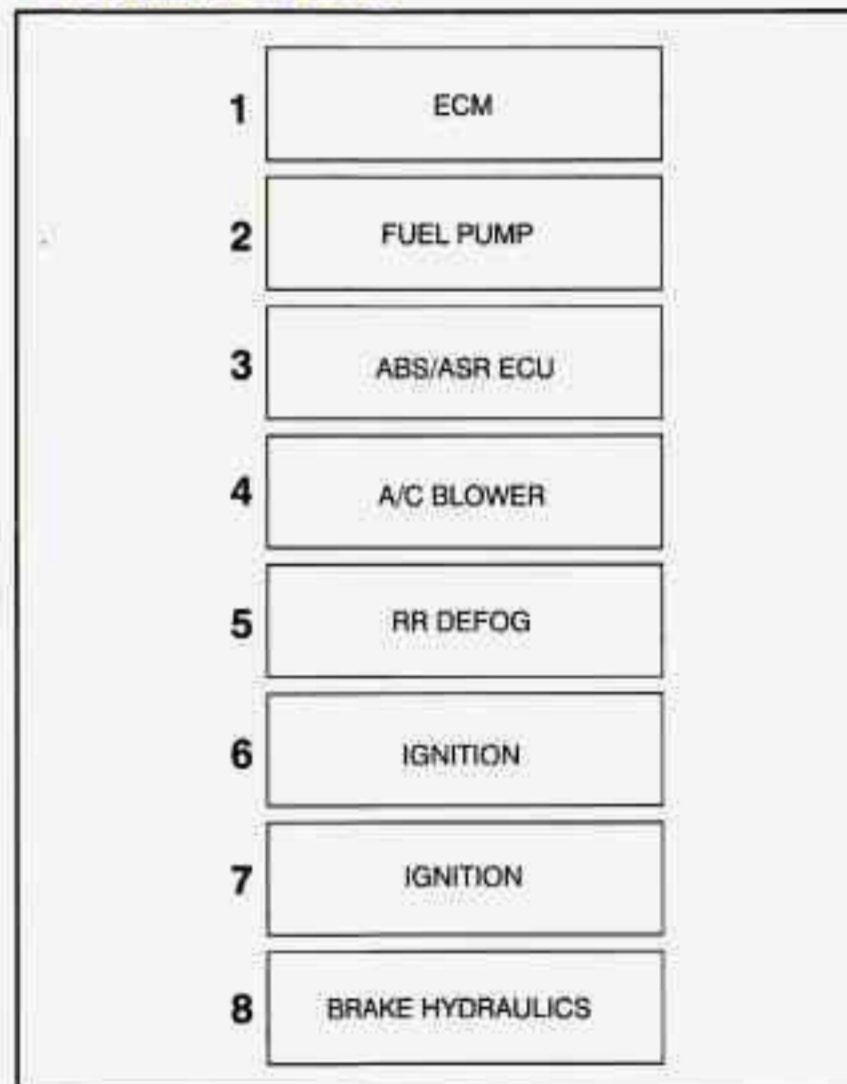 1 ECM
2 FUEL PUMP
3 ABS/ASR ECU
4 A/C BLOWER
5 RR DEFOG
6 IGNITION
7 IGNITION
8 BRAKE HYDRAULICS